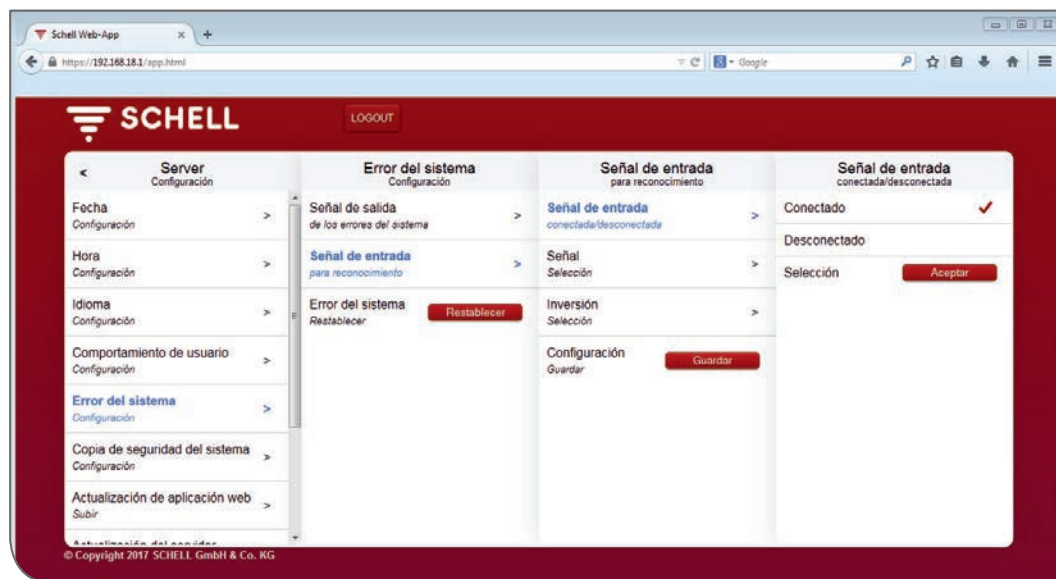 Schell Web-App
https://192.168.18.1/app.html
Google
SCHELL
LOGOUT
Server
Configuración
Fecha
Configuración
Hora
Configuración
Idioma
Configuración
Comportamiento de usuario
Configuración
Error del sistema
Configuración
Copia de seguridad del sistema
Configuración
Actualización de aplicación web
Subir
Actualización del servidor
Error del sistema
Configuración
Señal de salida
de los errores del sistema
Señal de entrada
para reconocimiento
Error del sistema
Restablecer
Restablecer
Señal de entrada
para reconocimiento
Señal de entrada
conectada/desconectada
Señal
Selección
Inversión
Selección
Configuración
Guardar
Guardar
Señal de entrada
conectada/desconectada
Conectado
Desconectado
Selección
Aceptar
© Copyright 2017 SCHELL GmbH & Co. KG